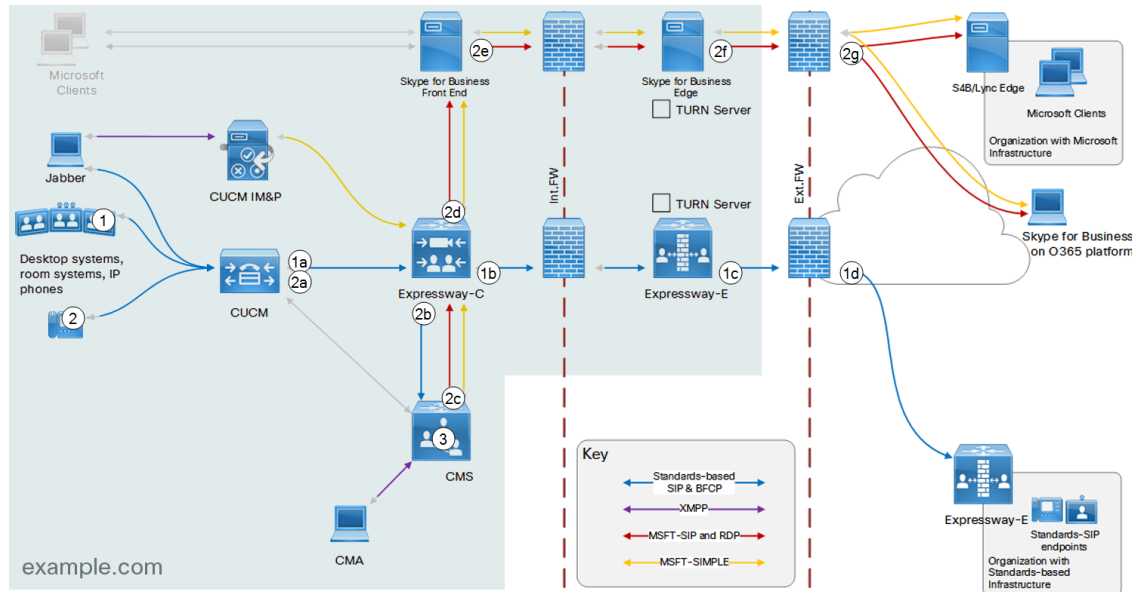 Microsoft
Clients
2e
Skype for Business
Front End
2f
Skype for Business
Edge
TURN Server
2g
S4B/Lync Edge
Microsoft Clients
Organization with Microsoft
Infrastructure
Jabber
CUCM IM&P
2d
Int.FW
TURN Server
Ext.FW
Skype for Business
on O365 platform
1
Desktop systems,
room systems, IP
phones
2
CUCM
1a
2a
Expressway-C
1b
2b
Expressway-E
1c
1d
2c
3
CMS
CMA
Key
Standards-based
SIP & BFCP
XMPP
MSFT-SIP and RDP
MSFT-SIMPLE
Expressway-E
Standards-SIP
endpoints
Organization with
Standards-based
Infrastructure
example.com